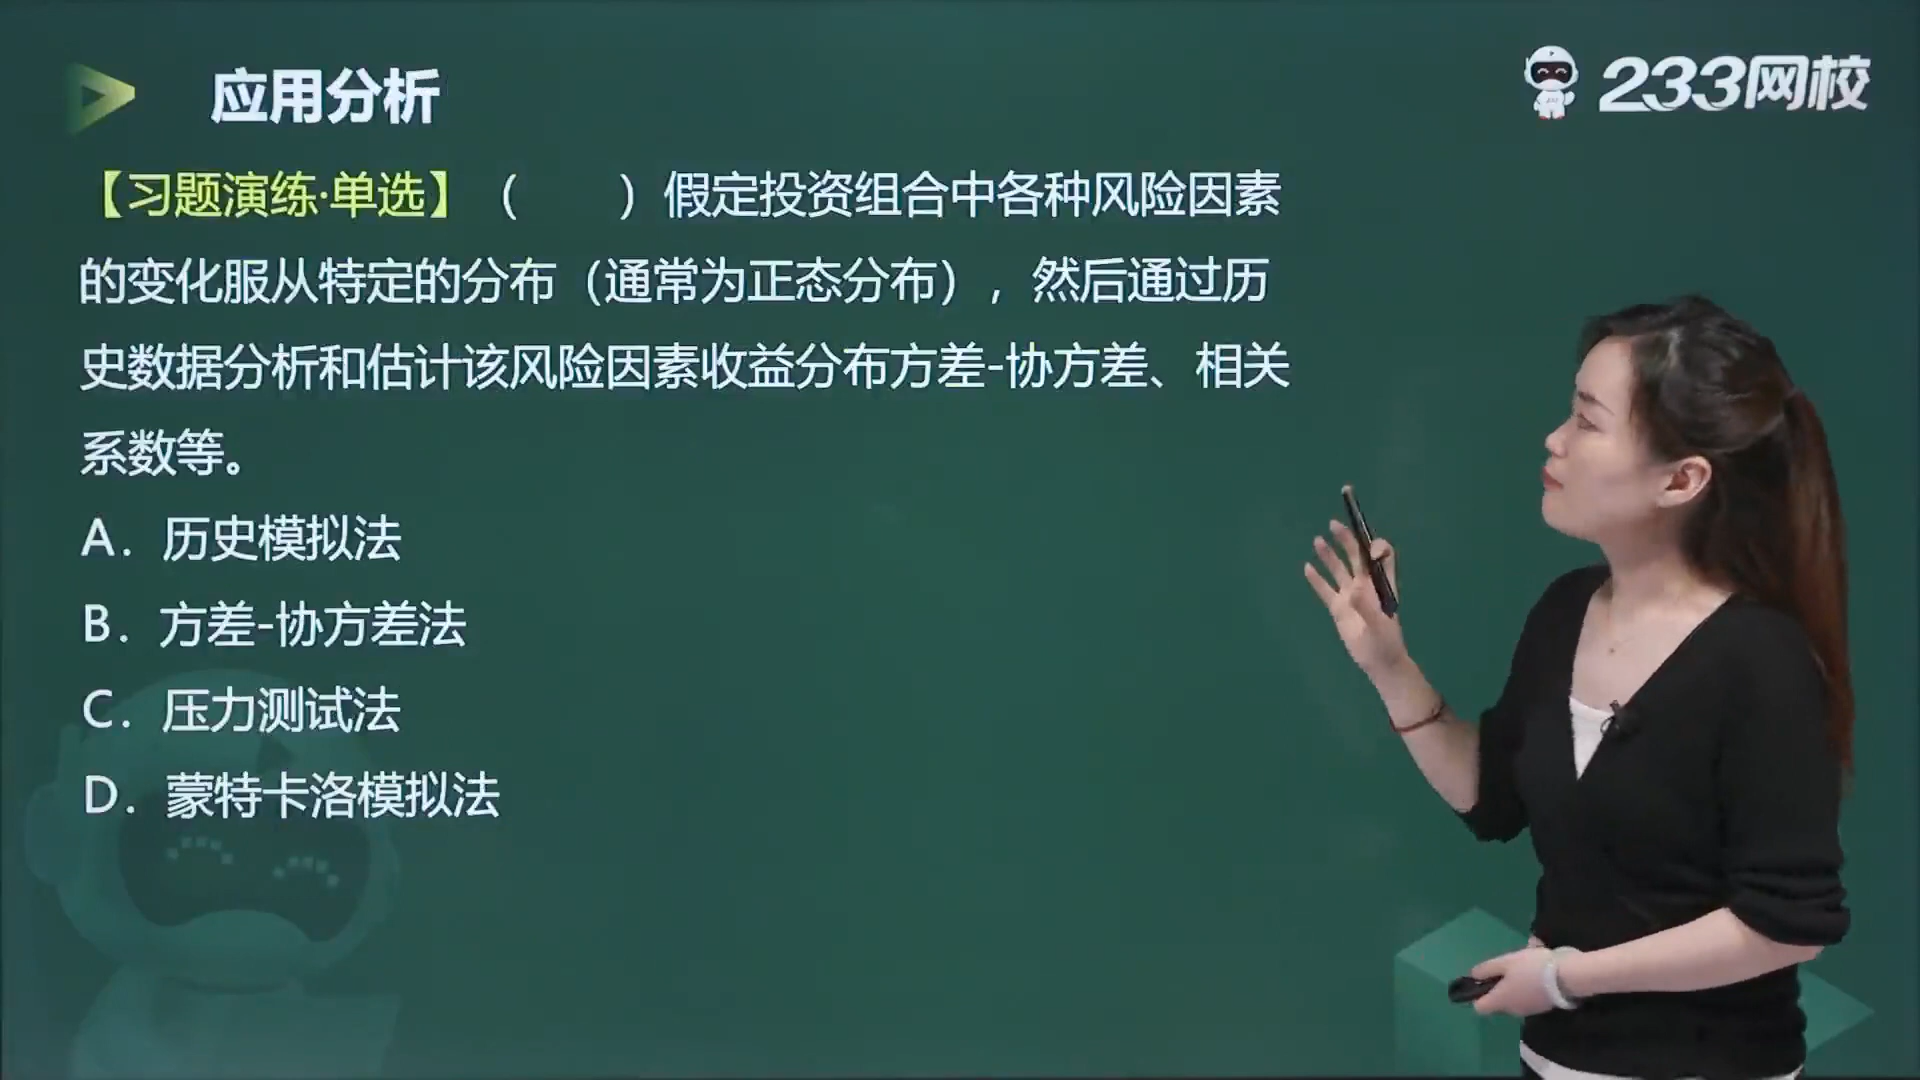 应用分析
233网校
【习题演练·单选】（  ）假定投资组合中各种风险因素
的变化服从特定的分布（通常为正态分布），然后通过历
史数据分析和估计该风险因素收益分布方差-协方差、相关
系数等。
A. 历史模拟法
B. 方差-协方差法
C. 压力测试法
D. 蒙特卡洛模拟法